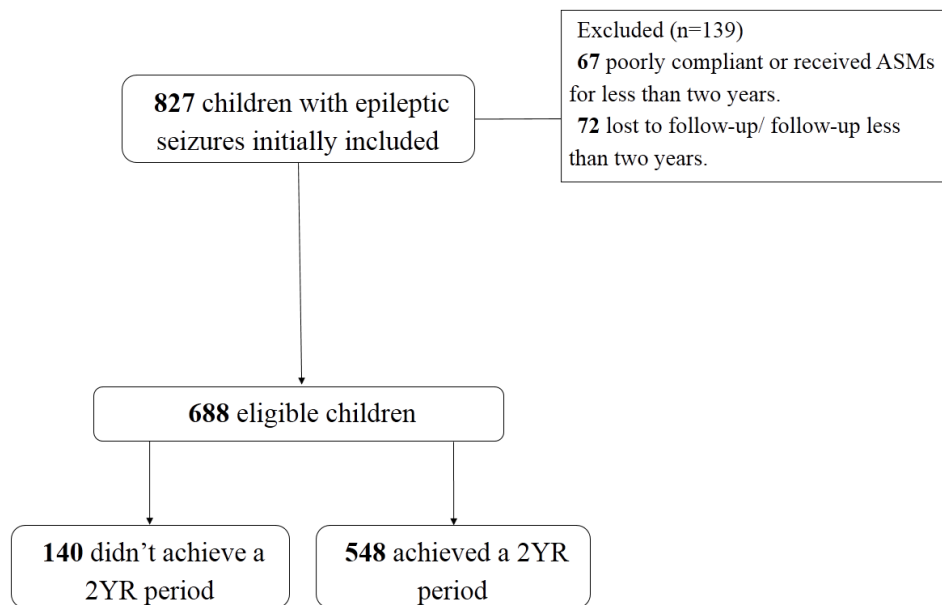 827 children with epileptic
seizures initially included
Excluded (n=139)
67 poorly compliant or received ASMs
for less than two years.
72 lost to follow-up/ follow-up less
than two years.
688 eligible children
140 didn’t achieve a
2YR period
548 achieved a 2YR
period